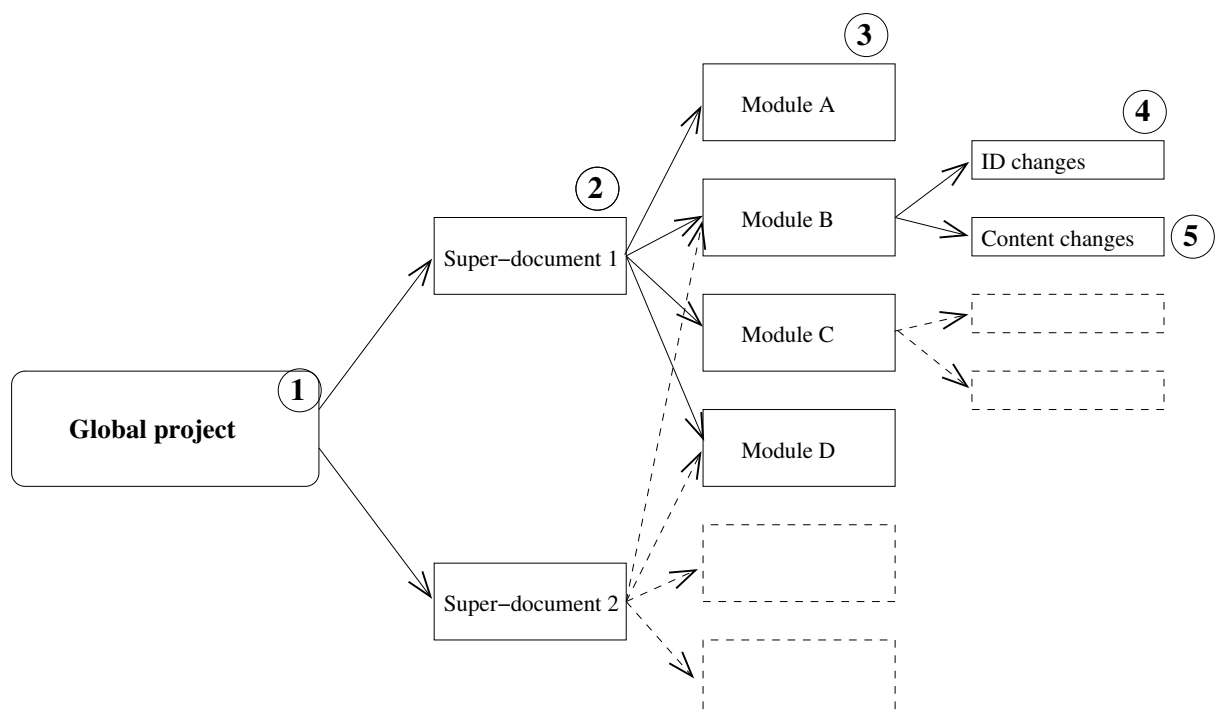 3
Module A
4
ID changes
2
Module B
Super−document 1
Content changes
5
Module C
1
Global project
Module D
Super−document 2